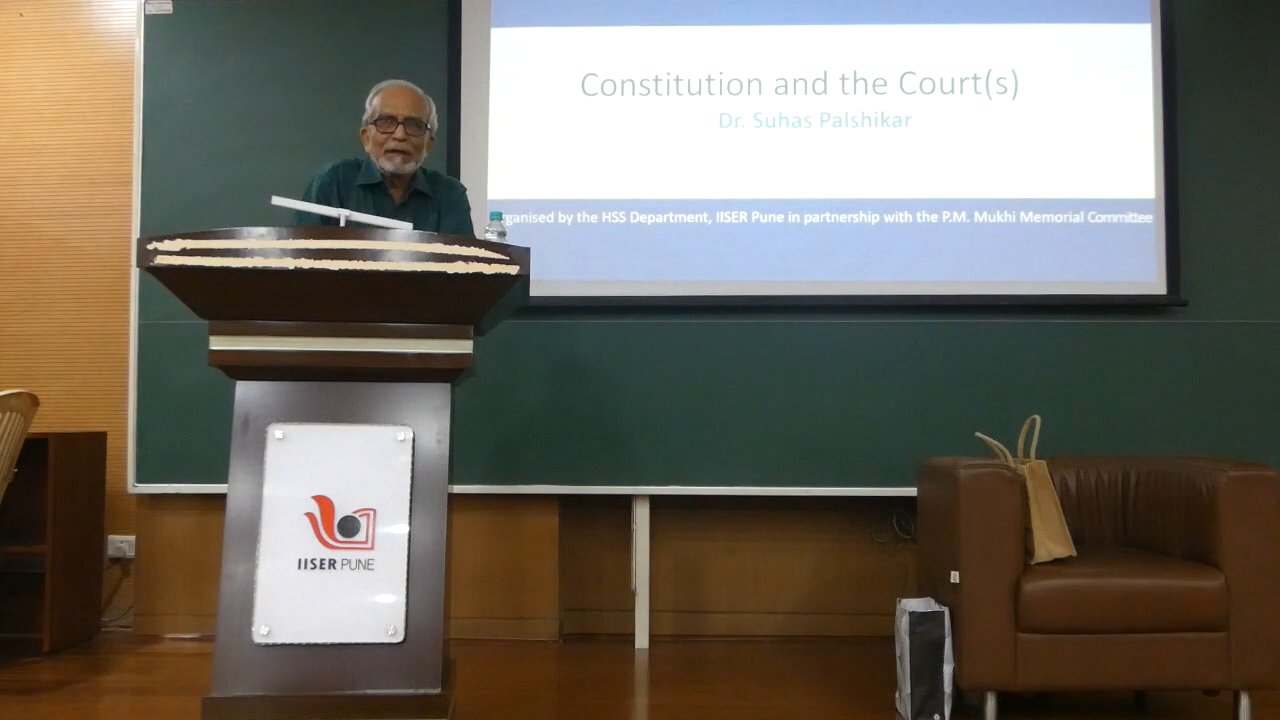 Constitution and the Court(s)
Dr. Suhas Palshikar
rganised by the HSS Department, IISER Pune in partnership with the P.M. Mukhi Memorial Committee
IISER PUNE